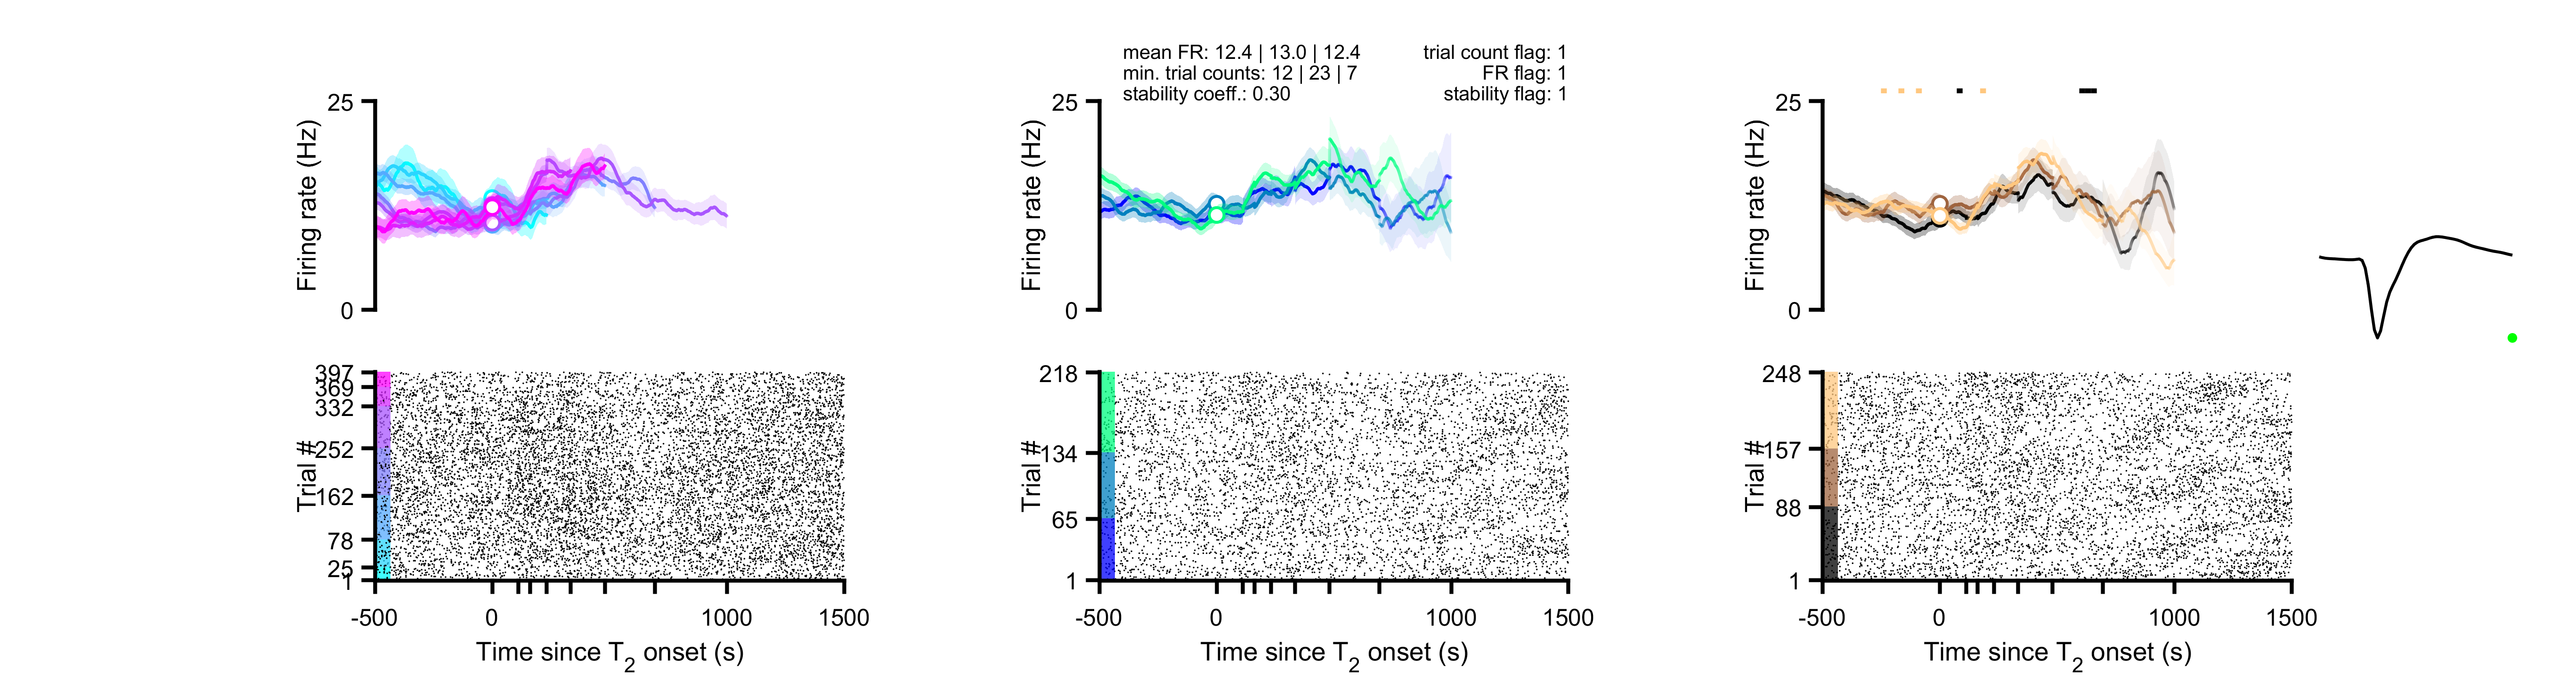 mean FR: 12.4 | 13.0 | 12.4
min. trial counts: 12 | 23 | 7
stability coeff.: 0.30
trial count flag: 1
FR flag: 1
stability flag: 1
25
0
Firing rate (Hz)
397
369
332
252
162
78
25
1
Trial #
-500
0
1000
1500
Time since T2 onset (s)
25
0
Firing rate (Hz)
218
134
65
1
Trial #
-500
0
1000
1500
Time since T2 onset (s)
25
0
Firing rate (Hz)
248
157
88
1
Trial #
-500
0
1000
1500
Time since T2 onset (s)